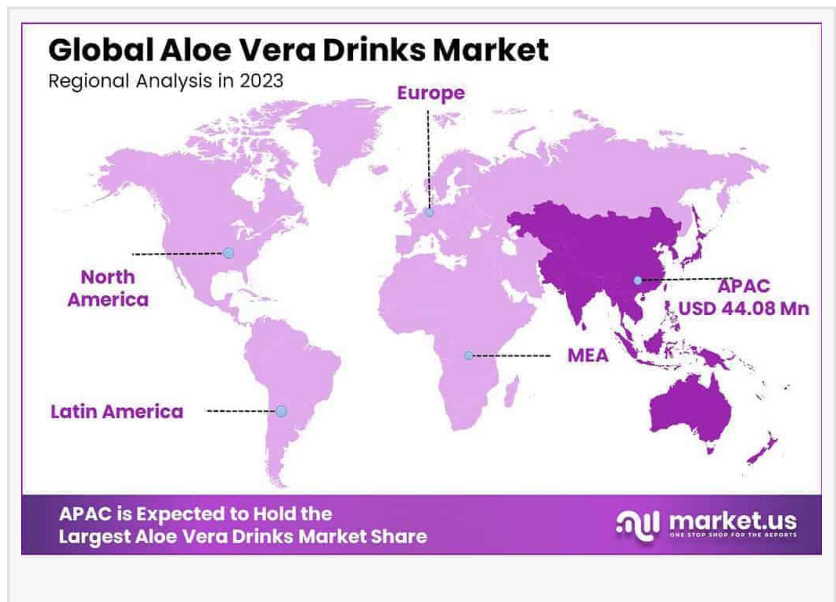 Global Aloe Vera Drinks Market
Regional Analysis in 2023
Europe
North
America
APAC
USD 44.08 Mn
MEA
Latin America
APAC is Expected to Hold the
Largest Aloe Vera Drinks Market Share
market.us
ONE STOP SHOP FOR THE REPORTS